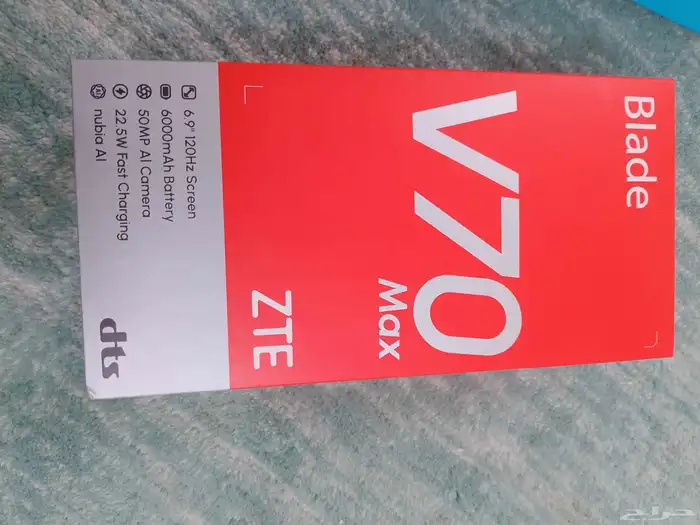 Blade
V70
Max
ZTE
6.9" 120Hz Screen
6000mAh Battery
50MP AI Camera
22.5W Fast Charging
nubia AI
dts
حراج